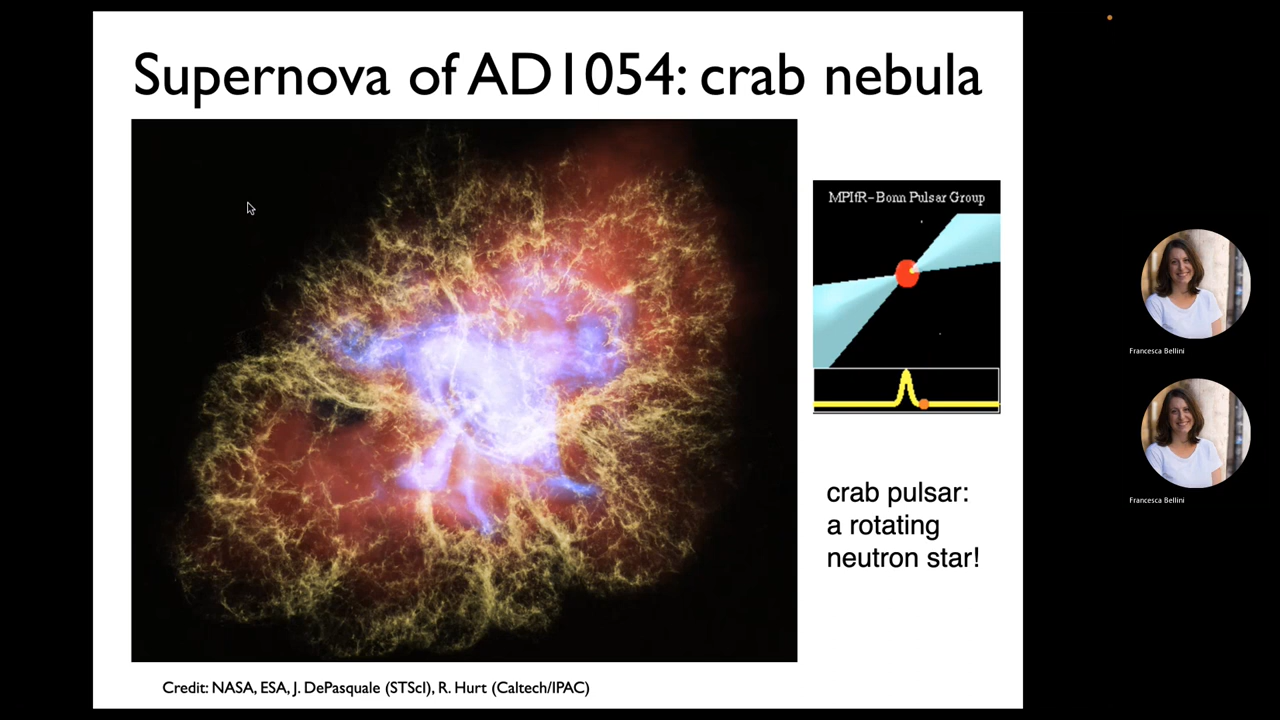 Supernova of AD1054: crab nebula
MPIfR-Bonn Pulsar Group
crab pulsar:
a rotating
neutron star!
Credit: NASA, ESA, J. DePasquale (STScI), R. Hurt (Caltech/IPAC)
Francesca Bellini
Francesca Bellini